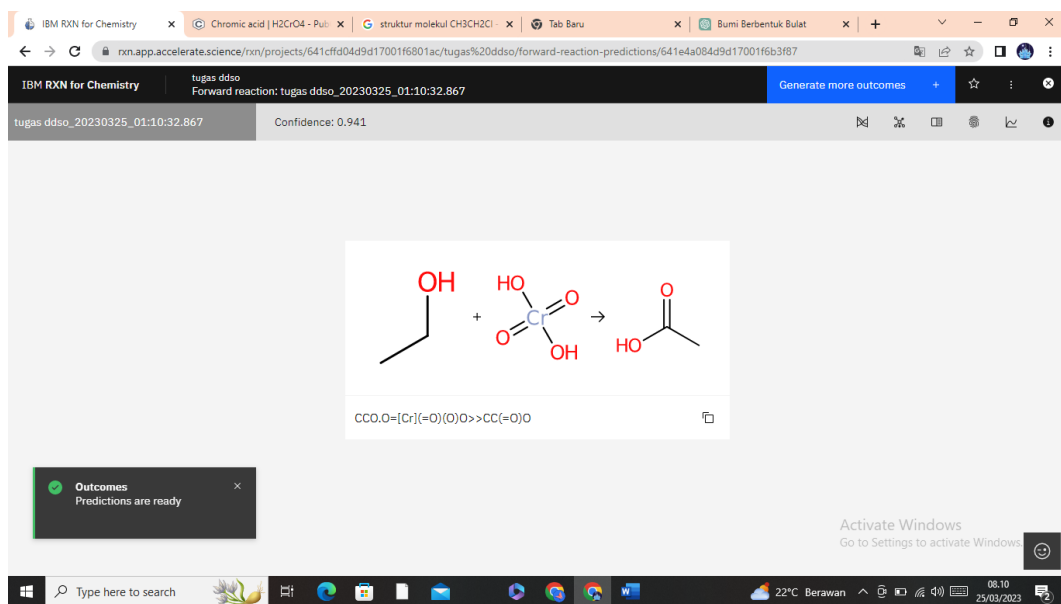 IBM RXN for Chemistry
Chromic acid | H2CrO4 - Pub
struktur molekul CH3CH2Cl -
Tab Baru
Bumi Berbentuk Bulat
rxn.app.accelerate.science/rxn/projects/641cffd04d9d17001f6801ac/tugas%20ddso/forward-reaction-predictions/641e4a084d9d17001f6b3f87
IBM RXN for Chemistry
tugas ddso
Forward reaction: tugas ddso_20230325_01:10:32.867
Generate more outcomes +
tugas ddso_20230325_01:10:32.867
Confidence: 0.941
OH
+
HO
O
Cr
O
OH
→
O
HO
CCO.O=[Cr](=O)(O)O>>CC(=O)O
Outcomes
Predictions are ready
Activate Windows
Go to Settings to activate Windows.
Type here to search
22°C Berawan
08.10
25/03/2023
2